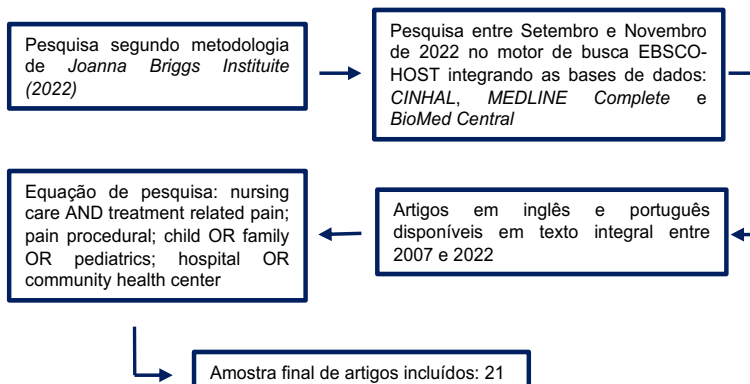 Pesquisa segundo metodologia
de Joanna Briggs Instituite
(2022)
Pesquisa entre Setembro e Novembro
de 2022 no motor de busca EBSCO-
HOST integrando as bases de dados:
CINHAL, MEDLINE Complete e
BioMed Central
Artigos em inglês e português
disponíveis em texto integral entre
2007 e 2022
Equação de pesquisa: nursing
care AND treatment related pain;
pain procedural; child OR family
OR pediatrics; hospital OR
community health center
Amostra final de artigos incluídos: 21